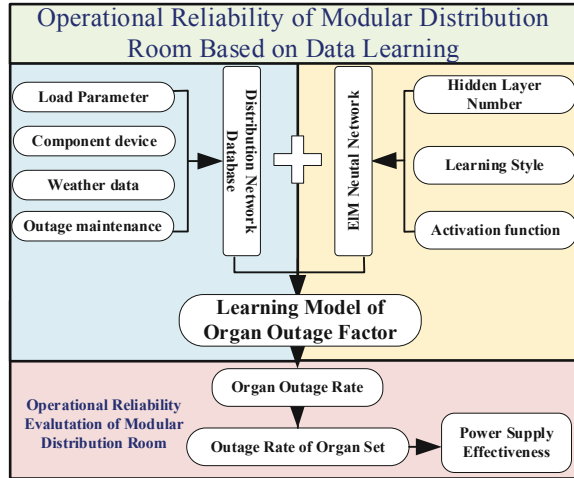 Operational Reliability of Modular Distribution
Room Based on Data Learning
Load Parameter
Component device
Weather data
Outage maintenance
Distribution Network
Database
EIM Neutal Network
Hidden Layer
Number
Learning Style
Activation function
Learning Model of
Organ Outage Factor
Operational Reliability
Evalutation of Modular
Distribution Room
Organ Outage Rate
Outage Rate of Organ Set
Power Supply
Effectiveness